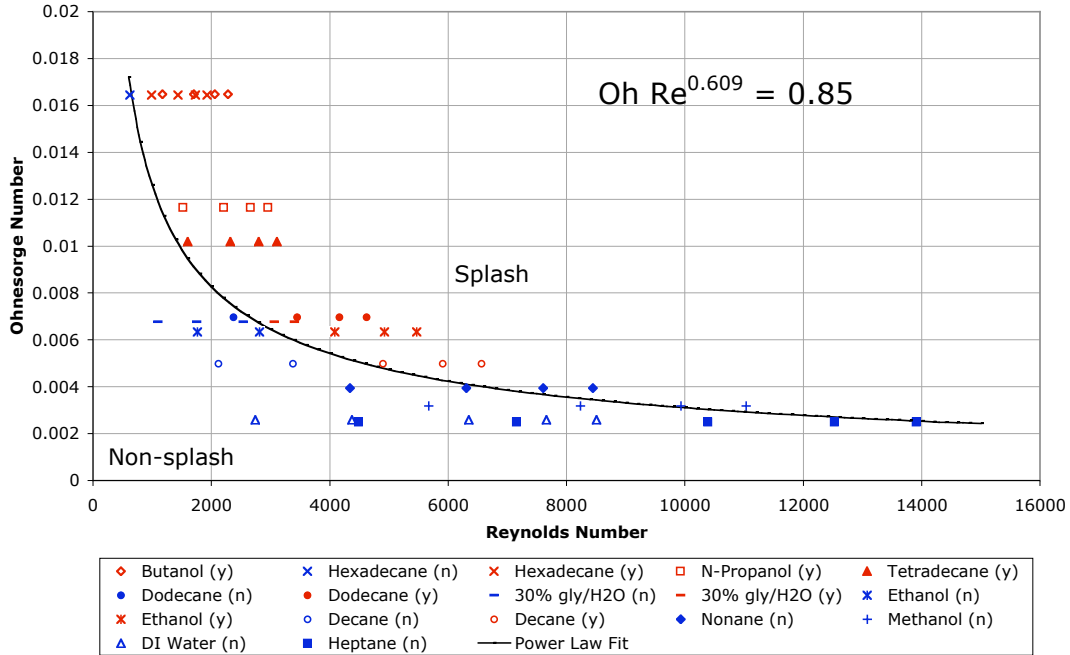 0.02
0.018
0.016
0.014
0.012
0.01
0.008
0.006
0.004
0.002
0
Ohnesorge Number
Oh Re^0.609 = 0.85
Splash
Non-splash
0 2000 4000 6000 8000 10000 12000 14000 16000
Reynolds Number
Butanol (y) Hexadecane (n) Hexadecane (y) N-Propanol (y) Tetradecane (y)
Dodecane (n) Dodecane (y) 30% gly/H2O (n) 30% gly/H2O (y) Ethanol (n)
Ethanol (y) Decane (n) Decane (y) Nonane (n) Methanol (n)
DI Water (n) Heptane (n) Power Law Fit